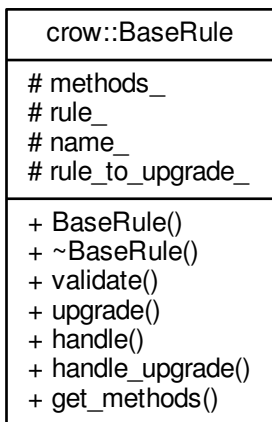 crow::BaseRule
# methods_
# rule_
# name_
# rule_to_upgrade_
+ BaseRule()
+ ~BaseRule()
+ validate()
+ upgrade()
+ handle()
+ handle_upgrade()
+ get_methods()